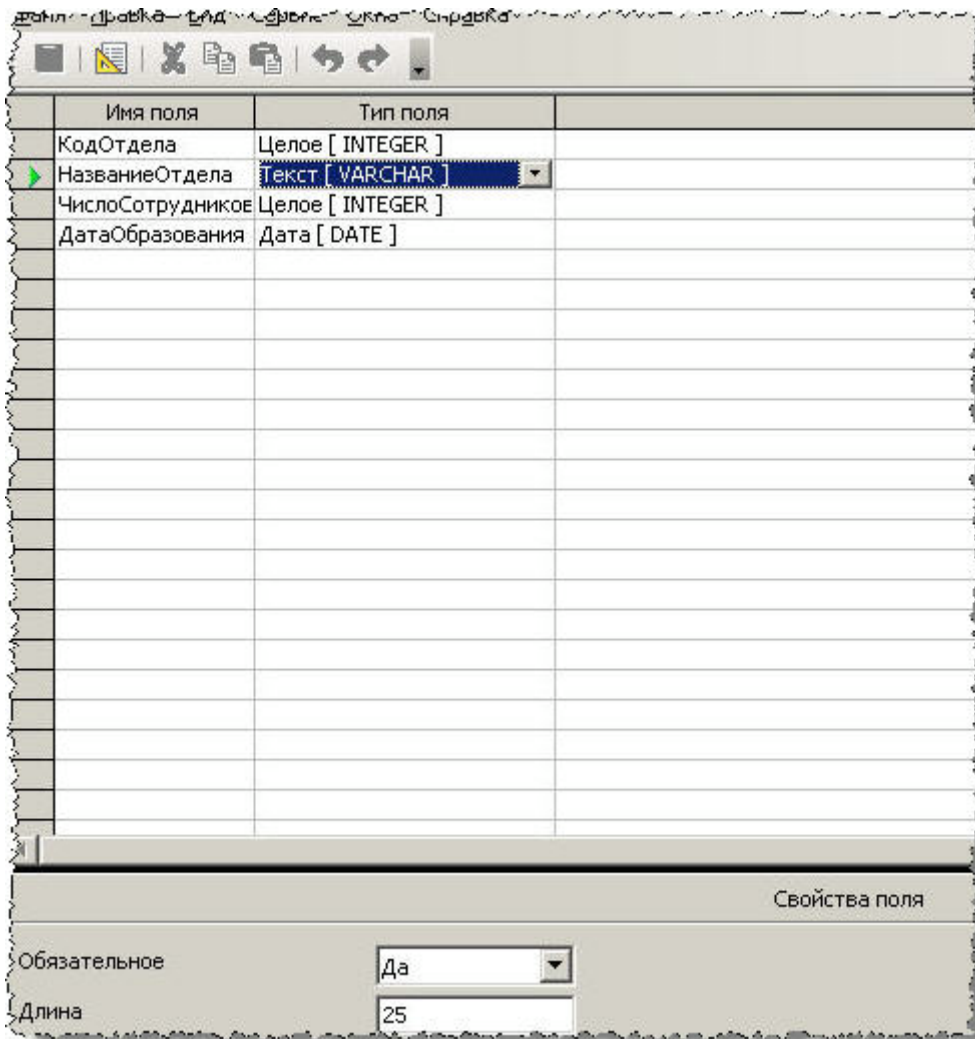 Имя поля Тип поля
КодОтдела Целое [ INTEGER ]
НазваниеОтдела Текст [ VARCHAR ]
ЧислоСотрудников Целое [ INTEGER ]
ДатаОбразования Дата [ DATE ]
Свойства поля
Обязательное Да
Длина 25